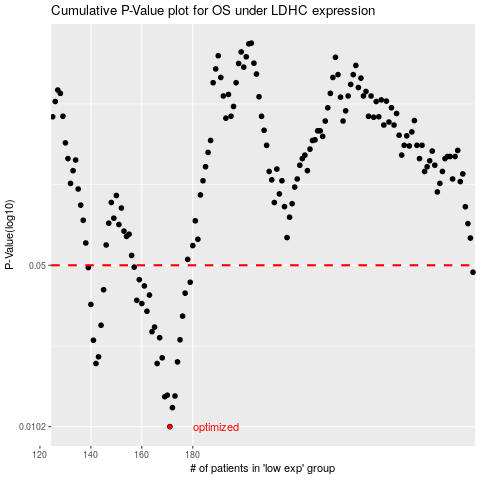 Cumulative P-Value plot for OS under LDHC expression
P-Value(log10)
0.05
0.0102
optimized
120 140 160 180
# of patients in 'low exp' group